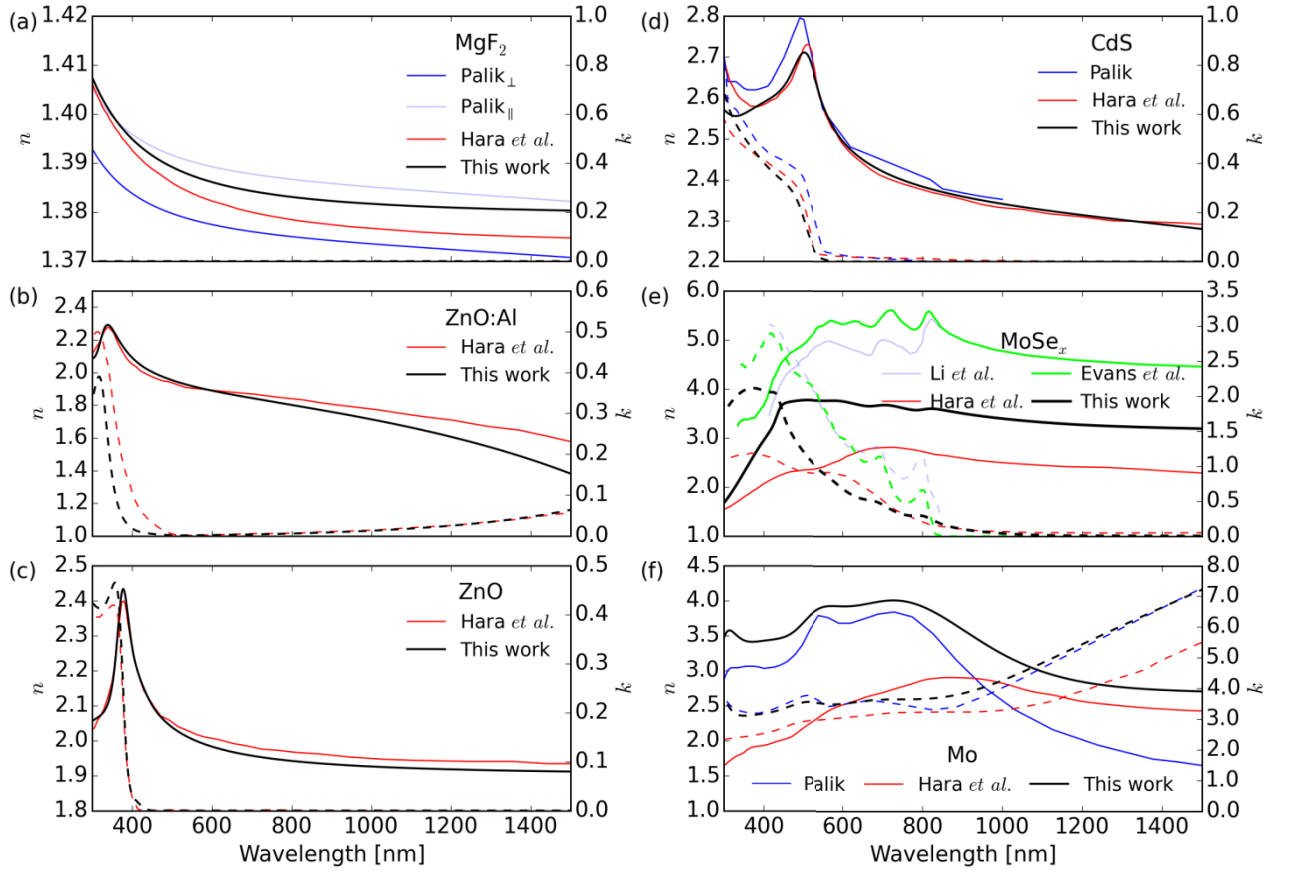 (a)
MgF₂
Palik⊥
Palik∥
Hara et al.
This work
n
k
1.42
1.41
1.40
1.39
1.38
1.37
1.0
0.8
0.6
0.4
0.2
0.0
(b)
ZnO:Al
Hara et al.
This work
n
k
2.4
2.2
2.0
1.8
1.6
1.4
1.2
1.0
0.6
0.5
0.4
0.3
0.2
0.1
0.0
(c)
ZnO
Hara et al.
This work
n
k
2.5
2.4
2.3
2.2
2.1
2.0
1.9
1.8
0.5
0.4
0.3
0.2
0.1
0.0
400 600 800 1000 1200 1400
Wavelength [nm]
(d)
CdS
Palik
Hara et al.
This work
n
k
2.8
2.7
2.6
2.5
2.4
2.3
2.2
1.0
0.8
0.6
0.4
0.2
0.0
(e)
MoSeₓ
Li et al.
Evans et al.
Hara et al.
This work
n
k
6.0
5.0
4.0
3.0
2.0
1.0
3.5
3.0
2.5
2.0
1.5
1.0
0.5
0.0
(f)
Mo
Palik
Hara et al.
This work
n
k
4.5
4.0
3.5
3.0
2.5
2.0
1.5
1.0
8.0
7.0
6.0
5.0
4.0
3.0
2.0
1.0
0.0
400 600 800 1000 1200 1400
Wavelength [nm]